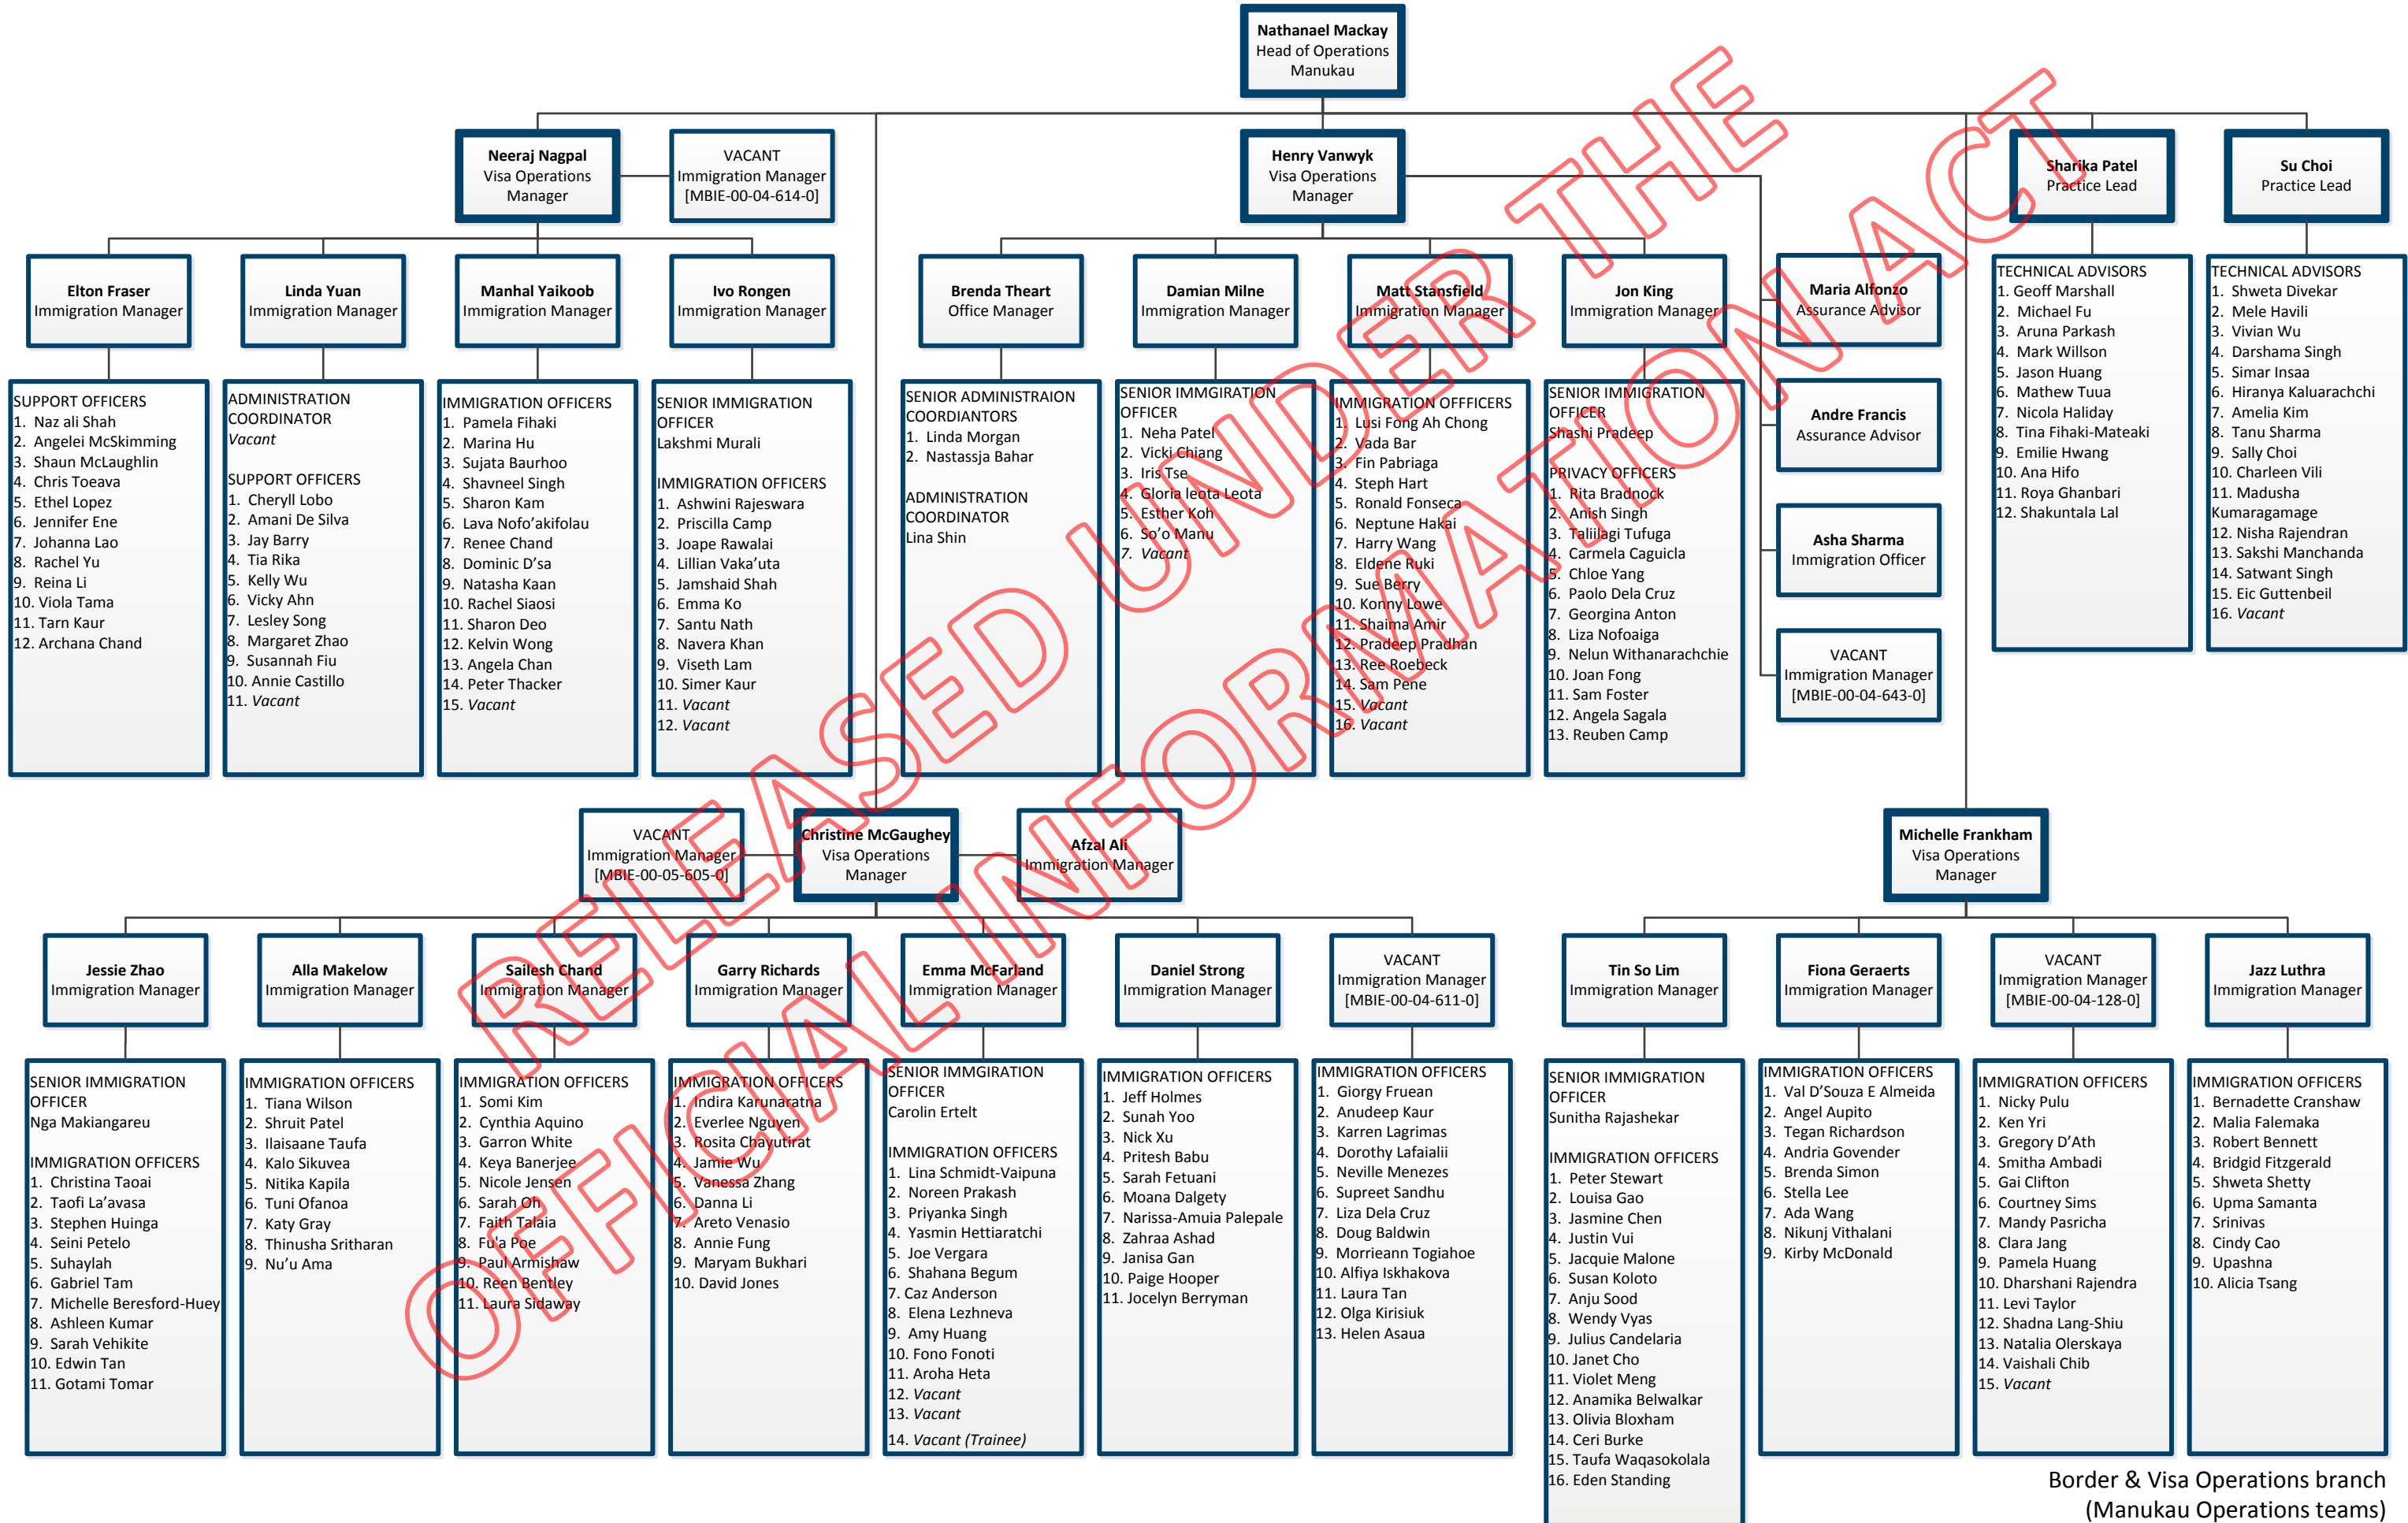 Nathanael Mackay
Head of Operations
Manukau
Neeraj Nagpal
Visa Operations
Manager
VACANT
Immigration Manager
[MBIE-00-04-614-0]
Henry Vanwyk
Visa Operations
Manager
Sharika Patel
Practice Lead
Su Choi
Practice Lead
Elton Fraser
Immigration Manager
Linda Yuan
Immigration Manager
Manhal Yaikoob
Immigration Manager
Ivo Rongen
Immigration Manager
Brenda Theart
Office Manager
Damian Milne
Immigration Manager
Matt Stansfield
Immigration Manager
Jon King
Immigration Manager
Maria Alfonzo
Assurance Advisor
Andre Francis
Assurance Advisor
Asha Sharma
Immigration Officer
VACANT
Immigration Manager
[MBIE-00-04-643-0]
SUPPORT OFFICERS
1. Naz ali Shah
2. Angelei McSkimming
3. Shaun McLaughlin
4. Chris Toeava
5. Ethel Lopez
6. Jennifer Ene
7. Johanna Lao
8. Rachel Yu
9. Reina Li
10. Viola Tama
11. Tarn Kaur
12. Archana Chand
ADMINISTRATION
COORDINATOR
Vacant
SUPPORT OFFICERS
1. Cheryll Lobo
2. Amani De Silva
3. Jay Barry
4. Tia Rika
5. Kelly Wu
6. Vicky Ahn
7. Lesley Song
8. Margaret Zhao
9. Susannah Fiu
10. Annie Castillo
11. Vacant
IMMIGRATION OFFICERS
1. Pamela Fihaki
2. Marina Hu
3. Sujata Baurhoo
4. Shavneel Singh
5. Sharon Kam
6. Lava Nofo’akifolau
7. Renee Chand
8. Dominic D’sa
9. Natasha Kaan
10. Rachel Siaosi
11. Sharon Deo
12. Kelvin Wong
13. Angela Chan
14. Peter Thacker
15. Vacant
SENIOR IMMIGRATION
OFFICER
Lakshmi Murali
IMMIGRATION OFFICERS
1. Ashwini Rajeswara
2. Priscilla Camp
3. Joape Rawalai
4. Lillian Vaka’uta
5. Jamshaid Shah
6. Emma Ko
7. Santu Nath
8. Navera Khan
9. Viseth Lam
10. Simer Kaur
11. Vacant
12. Vacant
SENIOR ADMINISTRAION
COORDIANTORS
1. Linda Morgan
2. Nastassja Bahar
ADMINISTRATION
COORDINATOR
Lina Shin
SENIOR IMMGIRATION
OFFICER
1. Neha Patel
2. Vicki Chiang
3. Iris Tse
4. Gloria leota Leota
5. Esther Koh
6. So’o Manu
7. Vacant
IMMIGRATION OFFFICERS
1. Lusi Fong Ah Chong
2. Vada Bar
3. Fin Pabriaga
4. Steph Hart
5. Ronald Fonseca
6. Neptune Hakai
7. Harry Wang
8. Eldene Ruki
9. Sue Berry
10. Konny Lowe
11. Shaima Amir
12. Pradeep Pradhan
13. Ree Roebeck
14. Sam Pene
15. Vacant
16. Vacant
SENIOR IMMIGRATION
OFFICER
Shashi Pradeep
PRIVACY OFFICERS
1. Rita Bradnock
2. Anish Singh
3. Taliilagi Tufuga
4. Carmela Caguicla
5. Chloe Yang
6. Paolo Dela Cruz
7. Georgina Anton
8. Liza Nofoaiga
9. Nelun Withanarachchie
10. Joan Fong
11. Sam Foster
12. Angela Sagala
13. Reuben Camp
TECHNICAL ADVISORS
1. Geoff Marshall
2. Michael Fu
3. Aruna Parkash
4. Mark Willson
5. Jason Huang
6. Mathew Tuua
7. Nicola Haliday
8. Tina Fihaki-Mateaki
9. Emilie Hwang
10. Ana Hifo
11. Roya Ghanbari
12. Shakuntala Lal
TECHNICAL ADVISORS
1. Shweta Divekar
2. Mele Havili
3. Vivian Wu
4. Darshama Singh
5. Simar Insaa
6. Hiranya Kaluarachchi
7. Amelia Kim
8. Tanu Sharma
9. Sally Choi
10. Charleen Vili
11. Madusha
Kumaragamage
12. Nisha Rajendran
13. Sakshi Manchanda
14. Satwant Singh
15. Eic Guttenbeil
16. Vacant
VACANT
Immigration Manager
[MBIE-00-05-605-0]
Christine McGaughey
Visa Operations
Manager
Afzal Ali
Immigration Manager
Michelle Frankham
Visa Operations
Manager
Jessie Zhao
Immigration Manager
Alla Makelow
Immigration Manager
Sailesh Chand
Immigration Manager
Garry Richards
Immigration Manager
Emma McFarland
Immigration Manager
Daniel Strong
Immigration Manager
VACANT
Immigration Manager
[MBIE-00-04-611-0]
Tin So Lim
Immigration Manager
Fiona Geraerts
Immigration Manager
VACANT
Immigration Manager
[MBIE-00-04-128-0]
Jazz Luthra
Immigration Manager
SENIOR IMMIGRATION
OFFICER
Nga Makiangareu
IMMIGRATION OFFICERS
1. Christina Taoai
2. Taofi La’avasa
3. Stephen Huinga
4. Seini Petelo
5. Suhaylah
6. Gabriel Tam
7. Michelle Beresford-Huey
8. Ashleen Kumar
9. Sarah Vehikite
10. Edwin Tan
11. Gotami Tomar
IMMIGRATION OFFICERS
1. Tiana Wilson
2. Shruit Patel
3. Ilaisaane Taufa
4. Kalo Sikuvea
5. Nitika Kapila
6. Tuni Ofanoa
7. Katy Gray
8. Thinusha Sritharan
9. Nu’u Ama
IMMIGRATION OFFICERS
1. Somi Kim
2. Cynthia Aquino
3. Garron White
4. Keya Banerjee
5. Nicole Jensen
6. Sarah Oh
7. Faith Talaia
8. Fu’a Poe
9. Paul Armishaw
10. Reen Bentley
11. Laura Sidaway
IMMIGRATION OFFICERS
1. Indira Karunaratna
2. Everlee Nguyen
3. Rosita Chayutirat
4. Jamie Wu
5. Vanessa Zhang
6. Danna Li
7. Areto Venasio
8. Annie Fung
9. Maryam Bukhari
10. David Jones
SENIOR IMMGIRATION
OFFICER
Carolin Ertelt
IMMIGRATION OFFICERS
1. Lina Schmidt-Vaipuna
2. Noreen Prakash
3. Priyanka Singh
4. Yasmin Hettiaratchi
5. Joe Vergara
6. Shahana Begum
7. Caz Anderson
8. Elena Lezhneva
9. Amy Huang
10. Fono Fonoti
11. Aroha Heta
12. Vacant
13. Vacant
14. Vacant (Trainee)
IMMIGRATION OFFICERS
1. Jeff Holmes
2. Sunah Yoo
3. Nick Xu
4. Pritesh Babu
5. Sarah Fetuani
6. Moana Dalgety
7. Narissa-Amuia Palepale
8. Zahraa Ashad
9. Janisa Gan
10. Paige Hooper
11. Jocelyn Berryman
IMMIGRATION OFFICERS
1. Giorgy Fruean
2. Anudeep Kaur
3. Karren Lagrimas
4. Dorothy Lafaialii
5. Neville Menezes
6. Supreet Sandhu
7. Liza Dela Cruz
8. Doug Baldwin
9. Morrieann Togiahoe
10. Alfiya Iskhakova
11. Laura Tan
12. Olga Kirisiuk
13. Helen Asaua
SENIOR IMMIGRATION
OFFICER
Sunitha Rajashekar
IMMIGRATION OFFICERS
1. Peter Stewart
2. Louisa Gao
3. Jasmine Chen
4. Justin Vui
5. Jacquie Malone
6. Susan Koloto
7. Anju Sood
8. Wendy Vyas
9. Julius Candelaria
10. Janet Cho
11. Violet Meng
12. Anamika Belwalkar
13. Olivia Bloxham
14. Ceri Burke
15. Taufa Waqasokolala
16. Eden Standing
IMMIGRATION OFFICERS
1. Val D’Souza E Almeida
2. Angel Aupito
3. Tegan Richardson
4. Andria Govender
5. Brenda Simon
6. Stella Lee
7. Ada Wang
8. Nikunj Vithalani
9. Kirby McDonald
IMMIGRATION OFFICERS
1. Nicky Pulu
2. Ken Yri
3. Gregory D’Ath
4. Smitha Ambadi
5. Gai Clifton
6. Courtney Sims
7. Mandy Pasricha
8. Clara Jang
9. Pamela Huang
10. Dharshani Rajendra
11. Levi Taylor
12. Shadna Lang-Shiu
13. Natalia Olerskaya
14. Vaishali Chib
15. Vacant
IMMIGRATION OFFICERS
1. Bernadette Cranshaw
2. Malia Falemaka
3. Robert Bennett
4. Bridgid Fitzgerald
5. Shweta Shetty
6. Upma Samanta
7. Srinivas
8. Cindy Cao
9. Upashna
10. Alicia Tsang
Border & Visa Operations branch
(Manukau Operations teams)
RELEASED UNDER THE
OFFICIAL INFORMATION ACT